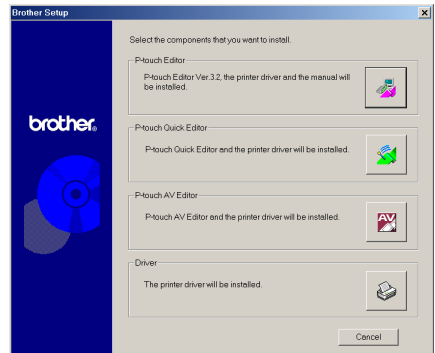 Brother Setup
Select the components that you want to install.
P-touch Editor
P-touch Editor Ver.3.2, the printer driver and the manual will
be installed.
brother.
P-touch Quick Editor
P-touch Quick Editor and the printer driver will be installed.
P-touch AV Editor
P-touch AV Editor and the printer driver will be installed.
AV
Driver
The printer driver will be installed.
Cancel